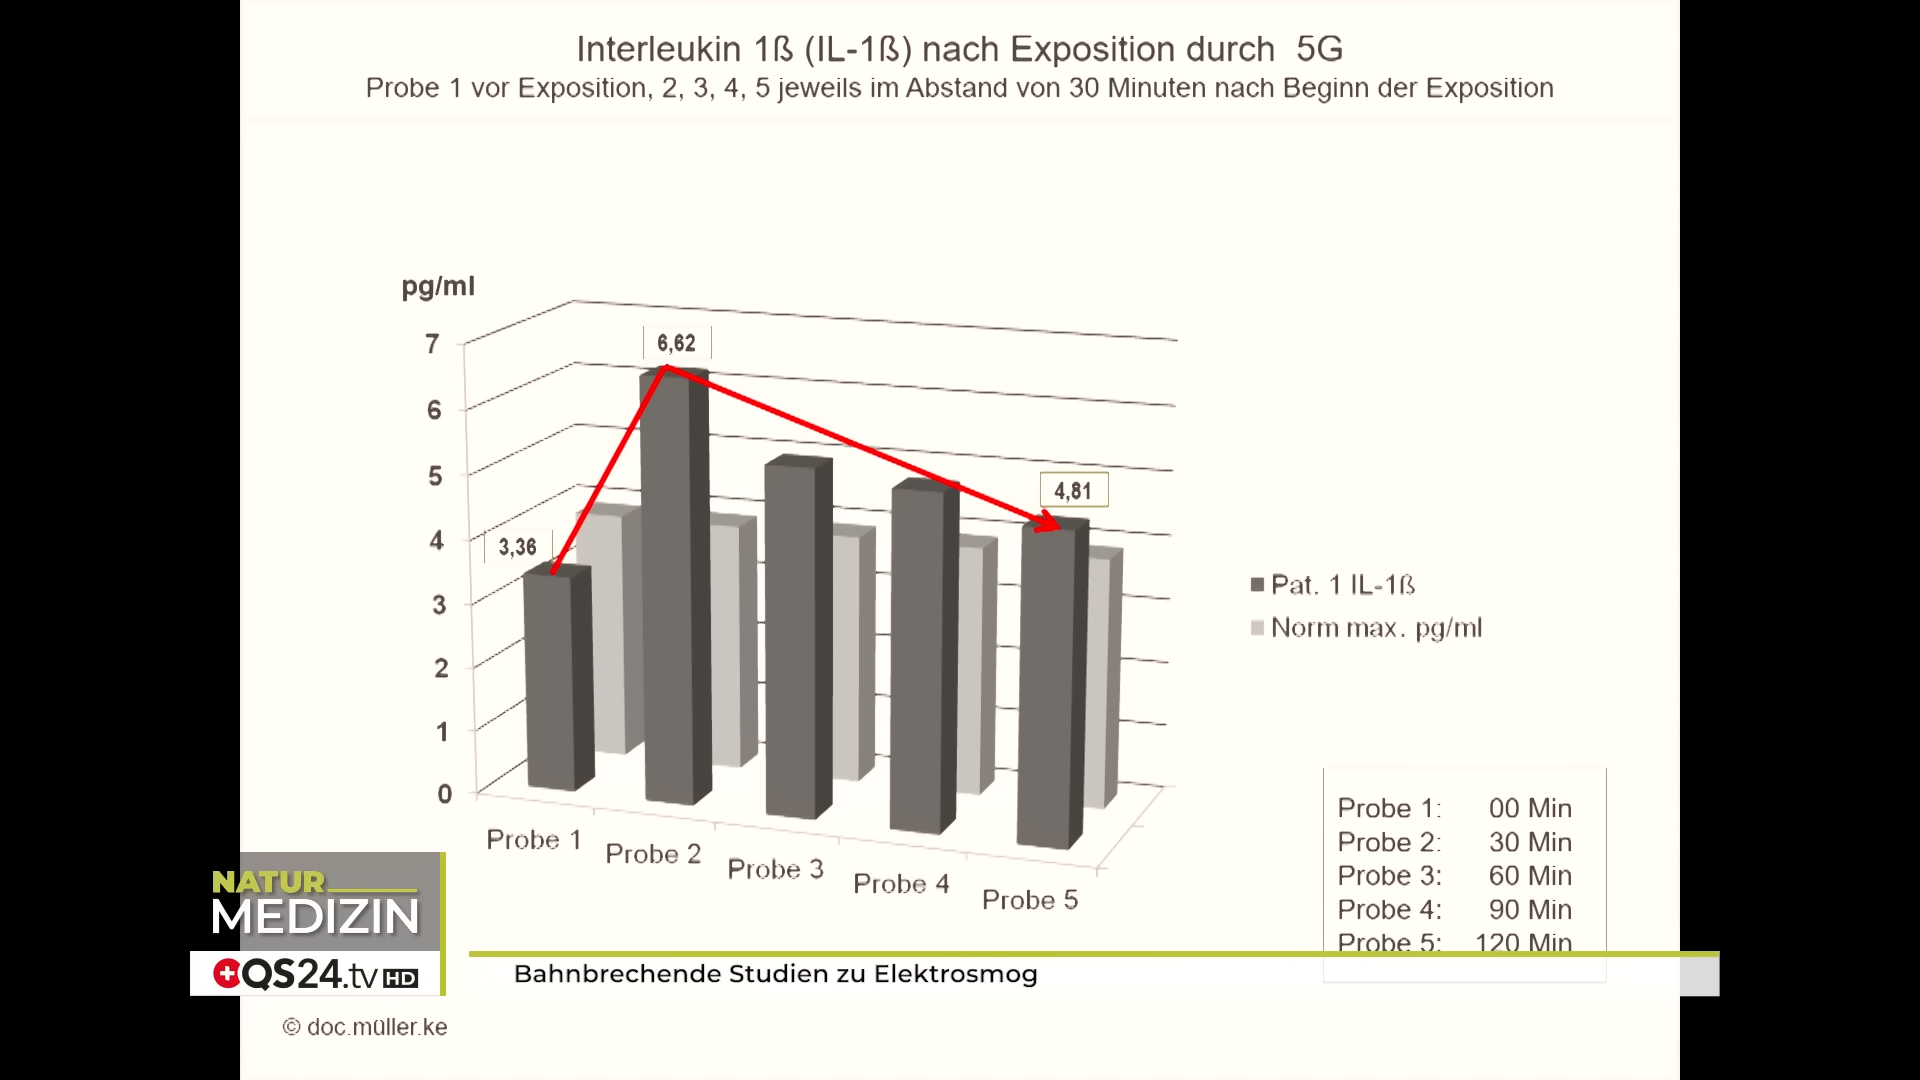 Interleukin 1ß (IL-1ß) nach Exposition durch 5G
Probe 1 vor Exposition, 2, 3, 4, 5 jeweils im Abstand von 30 Minuten nach Beginn der Exposition
pg/ml
7
6
5
4
3
2
1
0
3,36
6,62
4,81
Probe 1
Probe 2
Probe 3
Probe 4
Probe 5
Pat. 1 IL-1ß
Norm max. pg/ml
Probe 1: 00 Min
Probe 2: 30 Min
Probe 3: 60 Min
Probe 4: 90 Min
Probe 5: 120 Min
NATUR
MEDIZIN
QS24.tv HD
Bahnbrechende Studien zu Elektrosmog
© doc.müller.ke